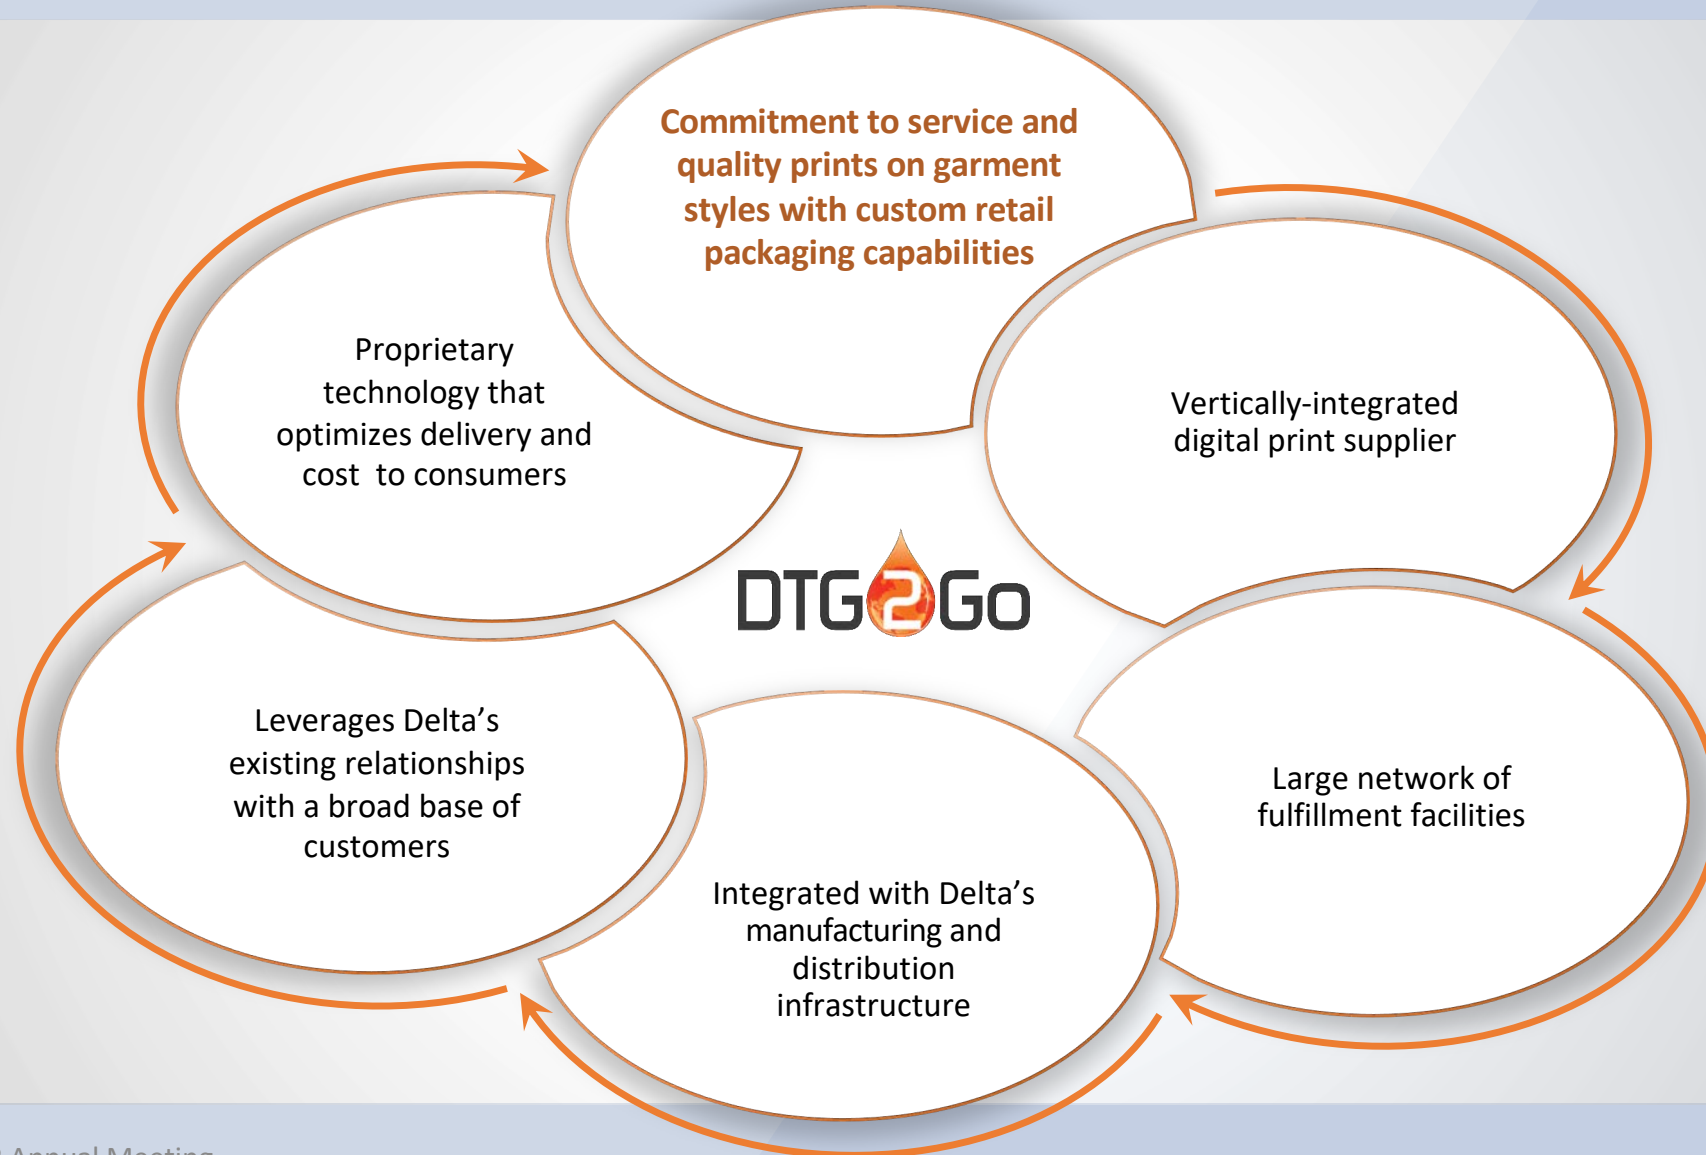 Commitment to service and
quality prints on garment
styles with custom retail
packaging capabilities
Vertically-integrated
digital print supplier
Large network of
fulfillment facilities
Integrated with Delta’s
manufacturing and
distribution
infrastructure
Leverages Delta’s
existing relationships
with a broad base of
customers
Proprietary
technology that
optimizes delivery and
cost to consumers
DTG2Go
Annual Meeting